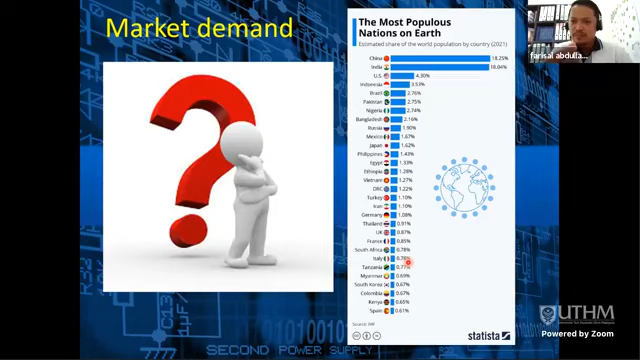 Market demand
The Most Populous
Nations on Earth
Estimated share of the world population by country (2021)
China 18.25%
India 18.04%
U.S. 4.30%
Indonesia 3.53%
Brazil 2.76%
Pakistan 2.75%
Nigeria 2.74%
Bangladesh 2.16%
Russia 1.90%
Mexico 1.67%
Japan 1.62%
Philippines 1.43%
Egypt 1.33%
Ethiopia 1.28%
Vietnam 1.27%
DRC 1.22%
Turkey 1.10%
Iran 1.10%
Germany 1.08%
Thailand 0.91%
UK 0.87%
France 0.85%
South Africa 0.78%
Italy 0.78%
Tanzania 0.77%
Myanmar 0.69%
South Korea 0.67%
Colombia 0.67%
Kenya 0.65%
Spain 0.61%
Source: IMF
statista
farisal abdulla...
UTHM
Powered by Zoom
SECOND POWER SUPPLY